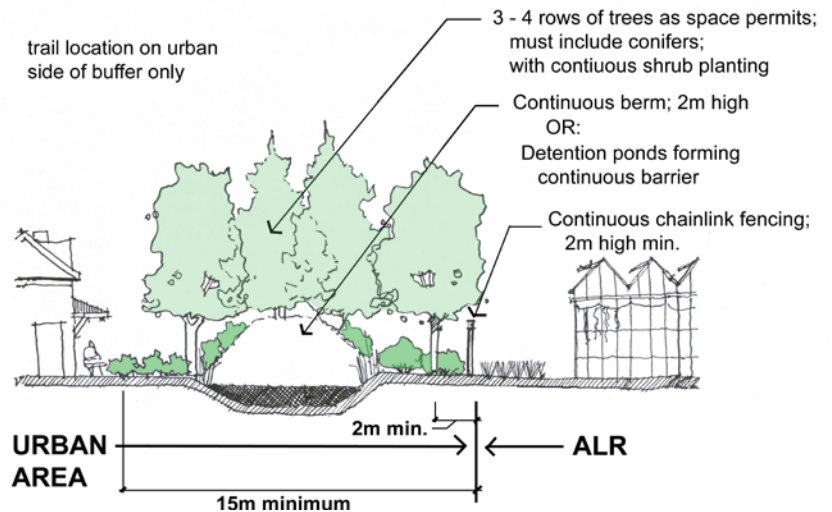 trail location on urban
side of buffer only
3 - 4 rows of trees as space permits;
must include conifers;
with contiuous shrub planting
Continuous berm; 2m high
OR:
Detention ponds forming
continuous barrier
Continuous chainlink fencing;
2m high min.
2m min.
URBAN
AREA
ALR
15m minimum